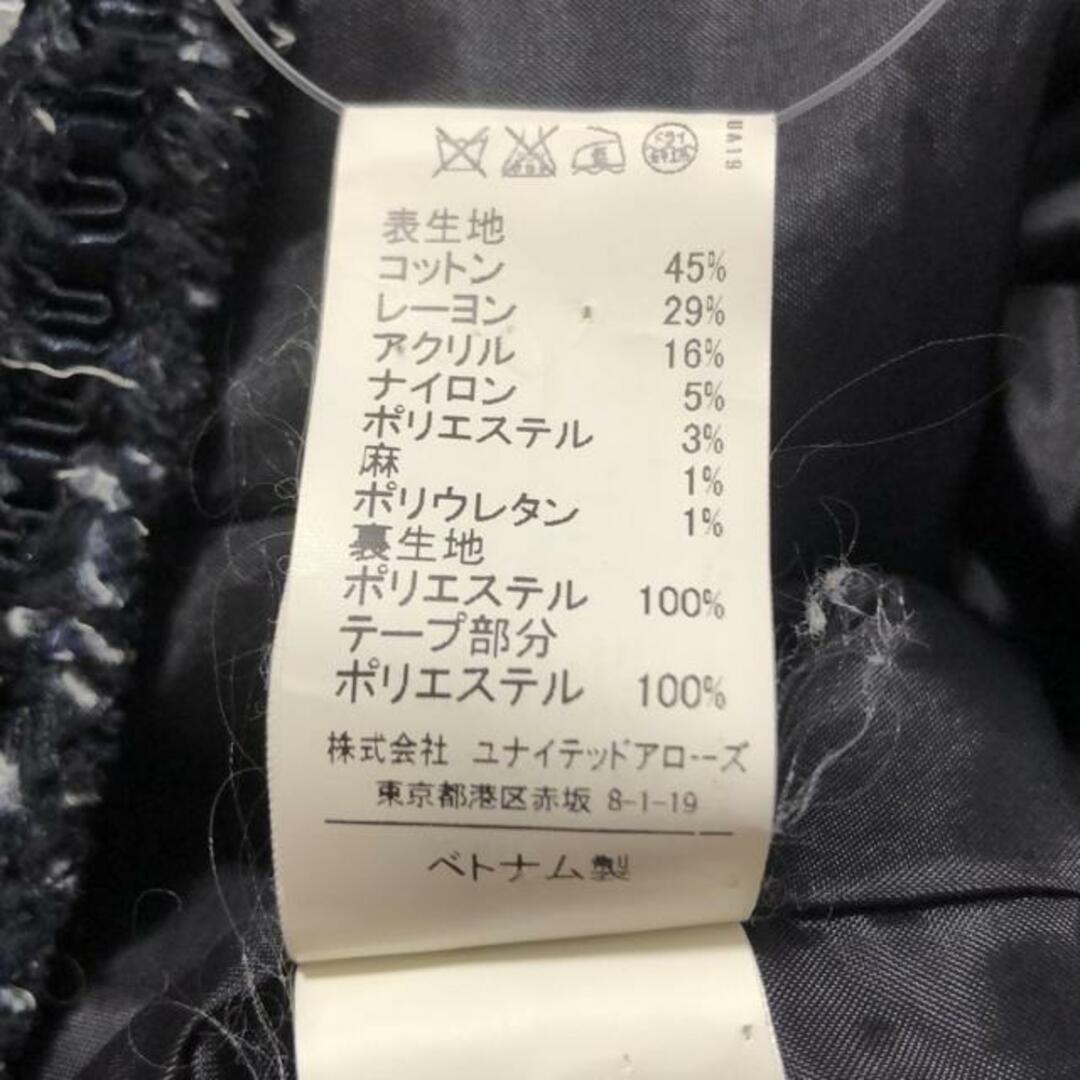 UA19
表生地
コットン 45%
レーヨン 29%
アクリル 16%
ナイロン 5%
ポリエステル 3%
麻 1%
ポリウレタン 1%
裏生地
ポリエステル 100%
テープ部分
ポリエステル 100%
株式会社 ユナイテッドアローズ
東京都港区赤坂 8-1-19
ベトナム製